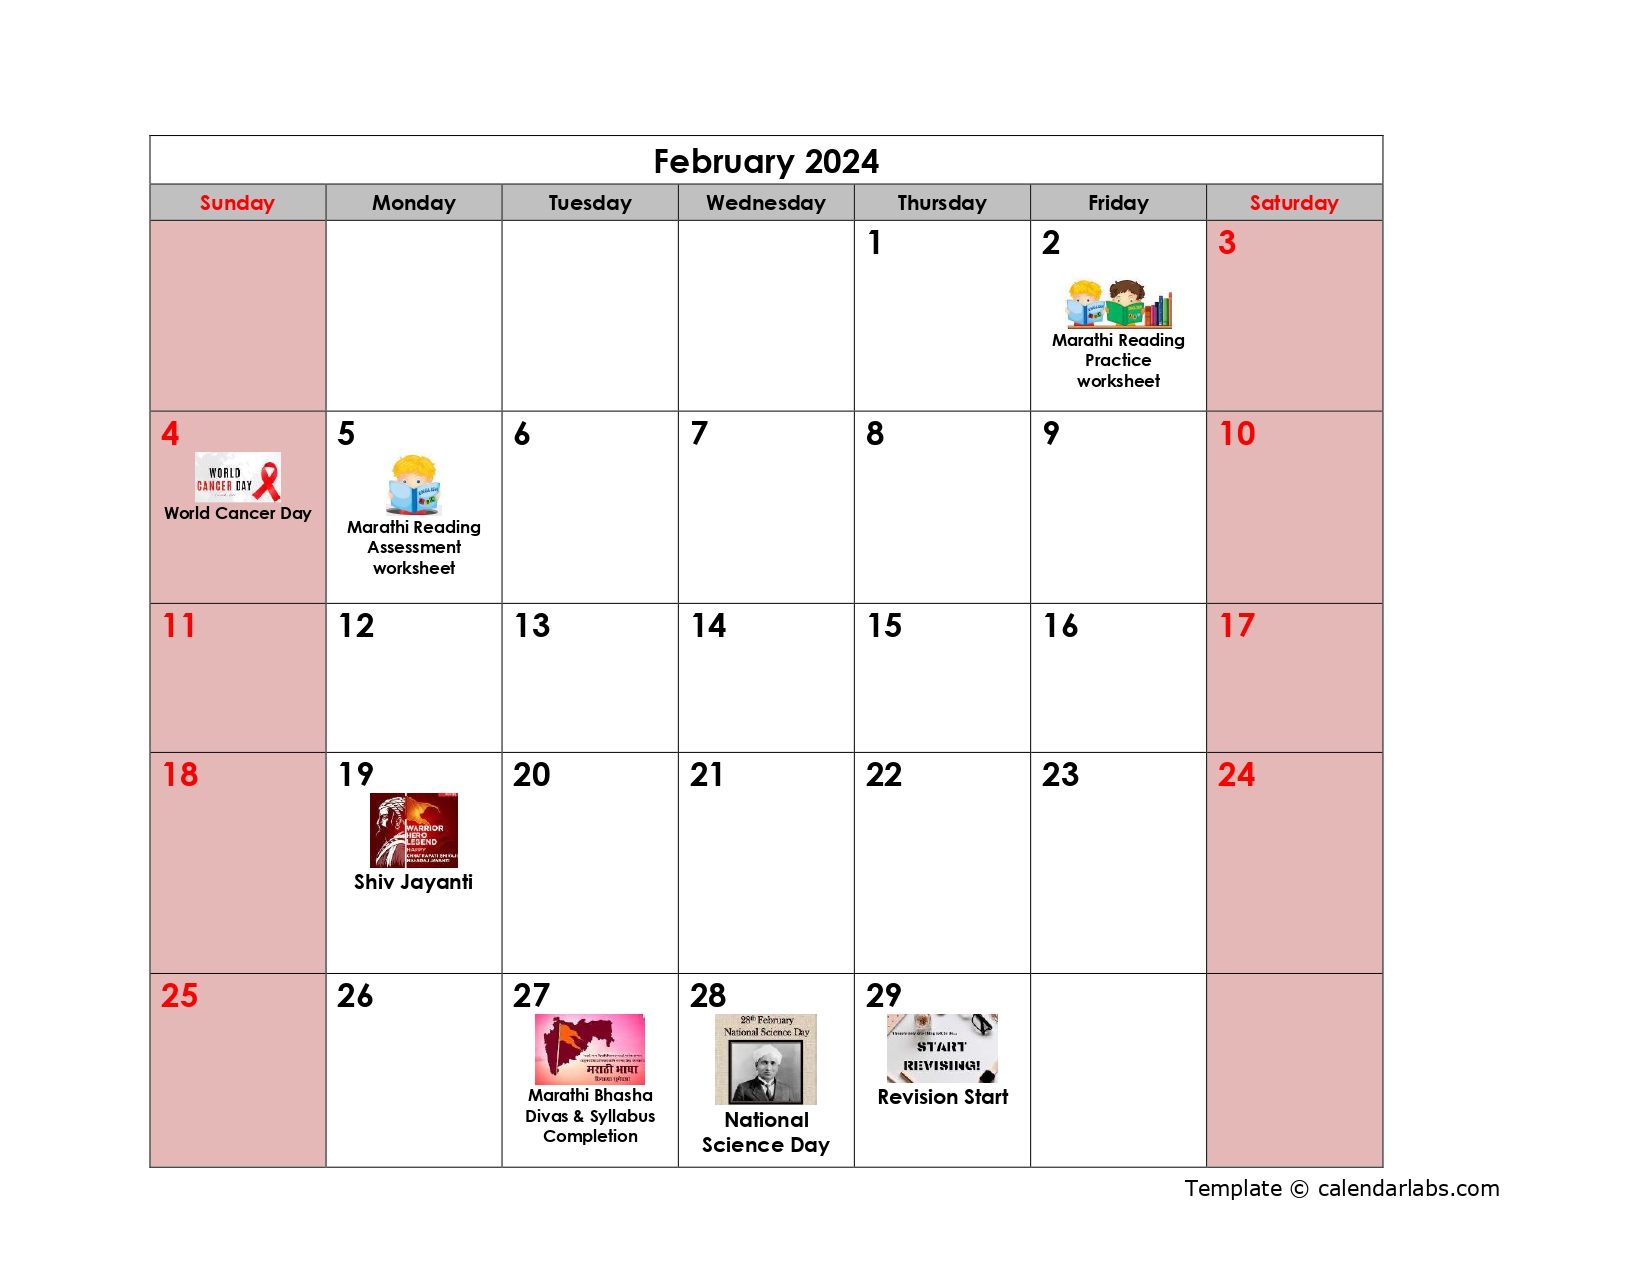 February 2024
Sunday Monday Tuesday Wednesday Thursday Friday Saturday
1 2 3
Marathi Reading
Practice
worksheet
4 5 6 7 8 9 10
WORLD
CANCER DAY
World Cancer Day
Marathi Reading
Assessment
worksheet
11 12 13 14 15 16 17
18 19 20 21 22 23 24
WARRIOR
HERO
LEGEND
HAPPY
CHHATRAPATI SHIVAJI
MAHARAJ JAYANTI
Shiv Jayanti
25 26 27 28 29
मराठी भाषा
Marathi Bhasha
Divas & Syllabus
Completion
28th February
National Science Day
National
Science Day
START
REVISING!
Revision Start
Template © calendarlabs.com